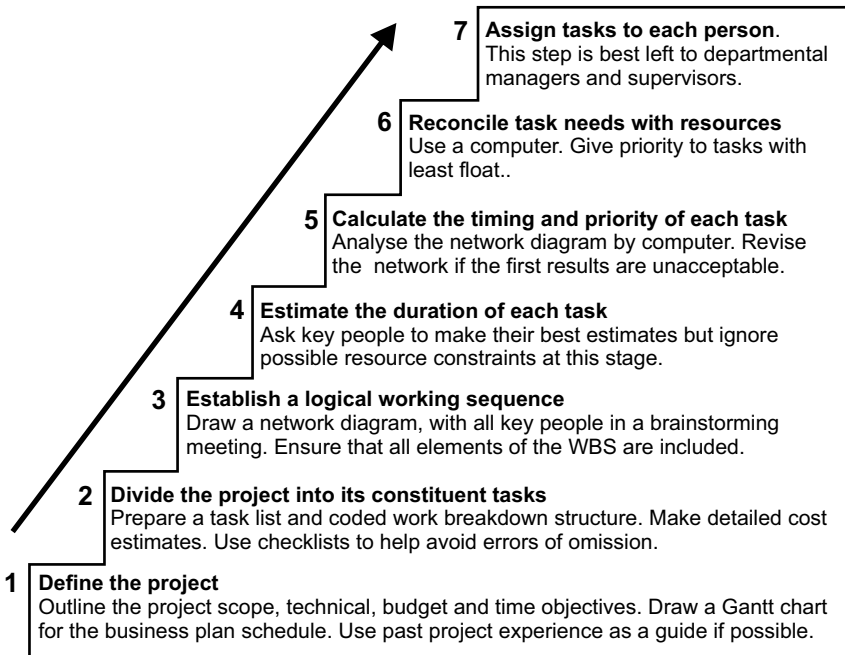 7 Assign tasks to each person.
This step is best left to departmental
managers and supervisors.
6 Reconcile task needs with resources
Use a computer. Give priority to tasks with
least float..
5 Calculate the timing and priority of each task
Analyse the network diagram by computer. Revise
the  network if the first results are unacceptable.
4 Estimate the duration of each task
Ask key people to make their best estimates but ignore
possible resource constraints at this stage.
3 Establish a logical working sequence
Draw a network diagram, with all key people in a brainstorming
meeting. Ensure that all elements of the WBS are included.
2 Divide the project into its constituent tasks
Prepare a task list and coded work breakdown structure. Make detailed cost
estimates. Use checklists to help avoid errors of omission.
1 Define the project
Outline the project scope, technical, budget and time objectives. Draw a Gantt chart
for the business plan schedule. Use past project experience as a guide if possible.